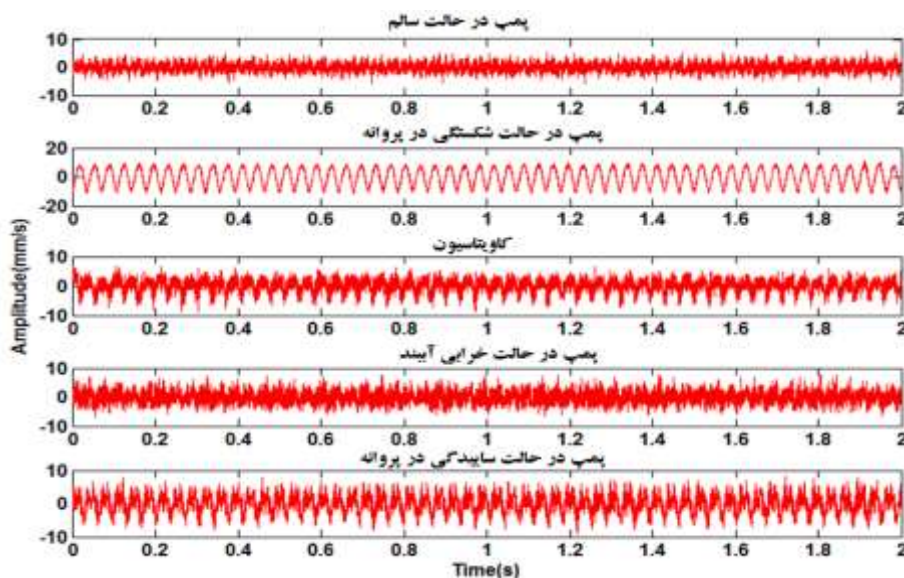 پمپ در حالت سالم
10
0
-10
0 0.2 0.4 0.6 0.8 1 1.2 1.4 1.6 1.8 2
پمپ در حالت شکستگی در پروانه
20
0
-20
0 0.2 0.4 0.6 0.8 1 1.2 1.4 1.6 1.8 2
کاویتاسیون
10
0
-10
0 0.2 0.4 0.6 0.8 1 1.2 1.4 1.6 1.8 2
Amplitude(mm/s)
پمپ در حالت خرابی آببند
10
0
-10
0 0.2 0.4 0.6 0.8 1 1.2 1.4 1.6 1.8 2
پمپ در حالت ساییدگی در پروانه
10
0
-10
0 0.2 0.4 0.6 0.8 1 1.2 1.4 1.6 1.8 2
Time(s)